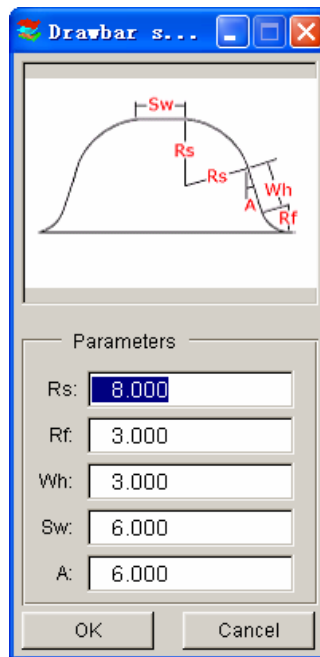 Drawbar s...
Sw
Rs
Rs
Wh
A
Rf
Parameters
Rs: 8.000
Rf: 3.000
Wh: 3.000
Sw: 6.000
A: 6.000
OK Cancel